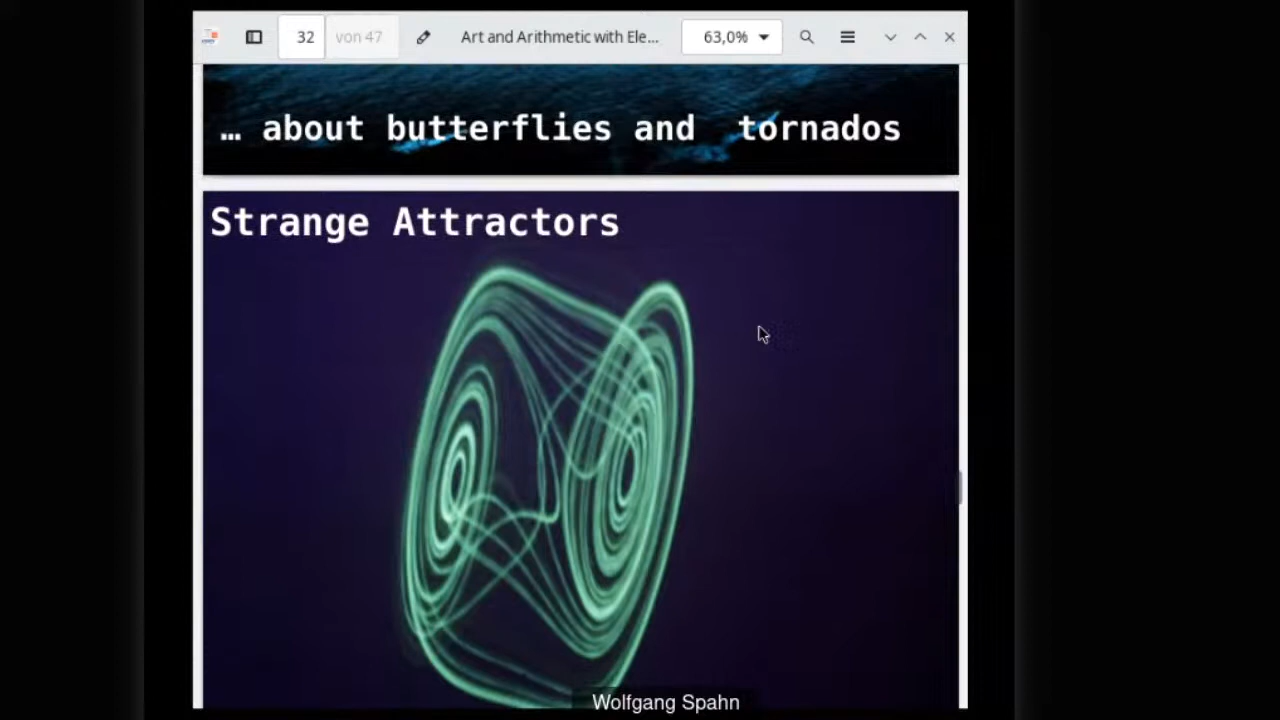 32 von 47 Art and Arithmetic with Ele... 63,0%
… about butterflies and tornados
Strange Attractors
Wolfgang Spahn